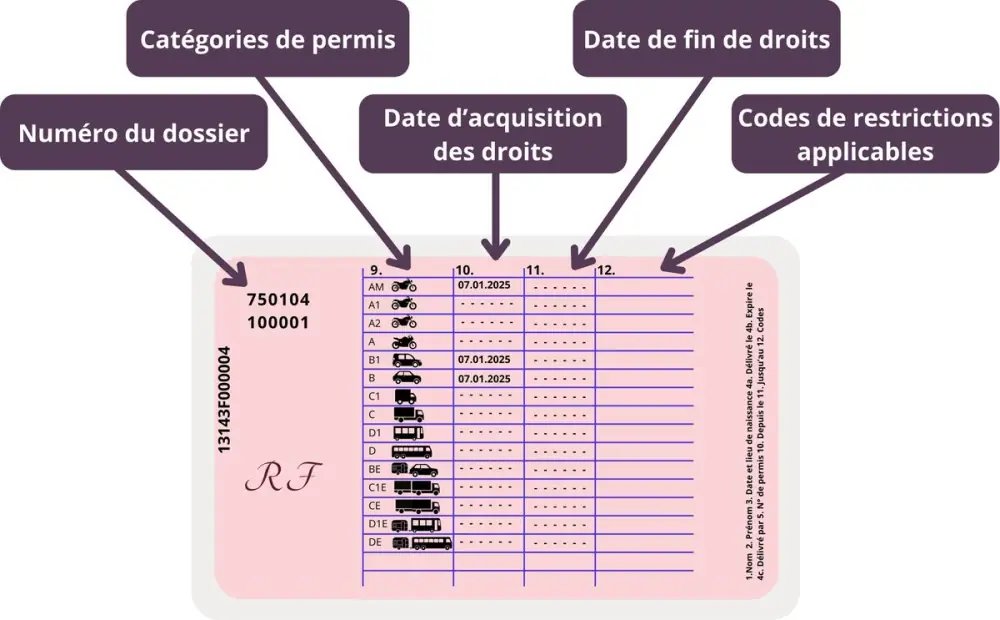 Catégories de permis
Date de fin de droits
Numéro du dossier
Date d’acquisition
des droits
Codes de restrictions
applicables
9. 10. 11. 12.
750104
100001
13143F000004
RF
AM 07.01.2025 - - - - - -
A1 - - - - - - - - - - - -
A2 - - - - - - - - - - - -
A - - - - - - - - - - - -
B1 07.01.2025 - - - - - -
B 07.01.2025 - - - - - -
C1 - - - - - - - - - - - -
C - - - - - - - - - - - -
D1 - - - - - - - - - - - -
D - - - - - - - - - - - -
BE - - - - - - - - - - - -
C1E - - - - - - - - - - - -
CE - - - - - - - - - - - -
D1E - - - - - - - - - - - -
DE - - - - - - - - - - - -
1.Nom 2. Prénom 3. Date et lieu de naissance 4a. Délivré le 4b. Expire le
4c. Délivré par 5. N° de permis 10. Depuis le 11. Jusqu'au 12. Codes